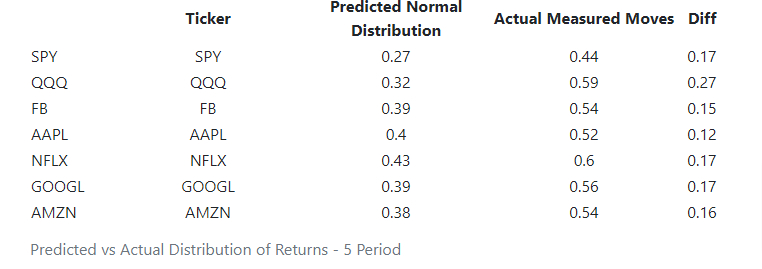 Ticker Predicted Normal Distribution Actual Measured Moves Diff
SPY SPY 0.27 0.44 0.17
QQQ QQQ 0.32 0.59 0.27
FB FB 0.39 0.54 0.15
AAPL AAPL 0.4 0.52 0.12
NFLX NFLX 0.43 0.6 0.17
GOOGL GOOGL 0.39 0.56 0.17
AMZN AMZN 0.38 0.54 0.16
Predicted vs Actual Distribution of Returns - 5 Period